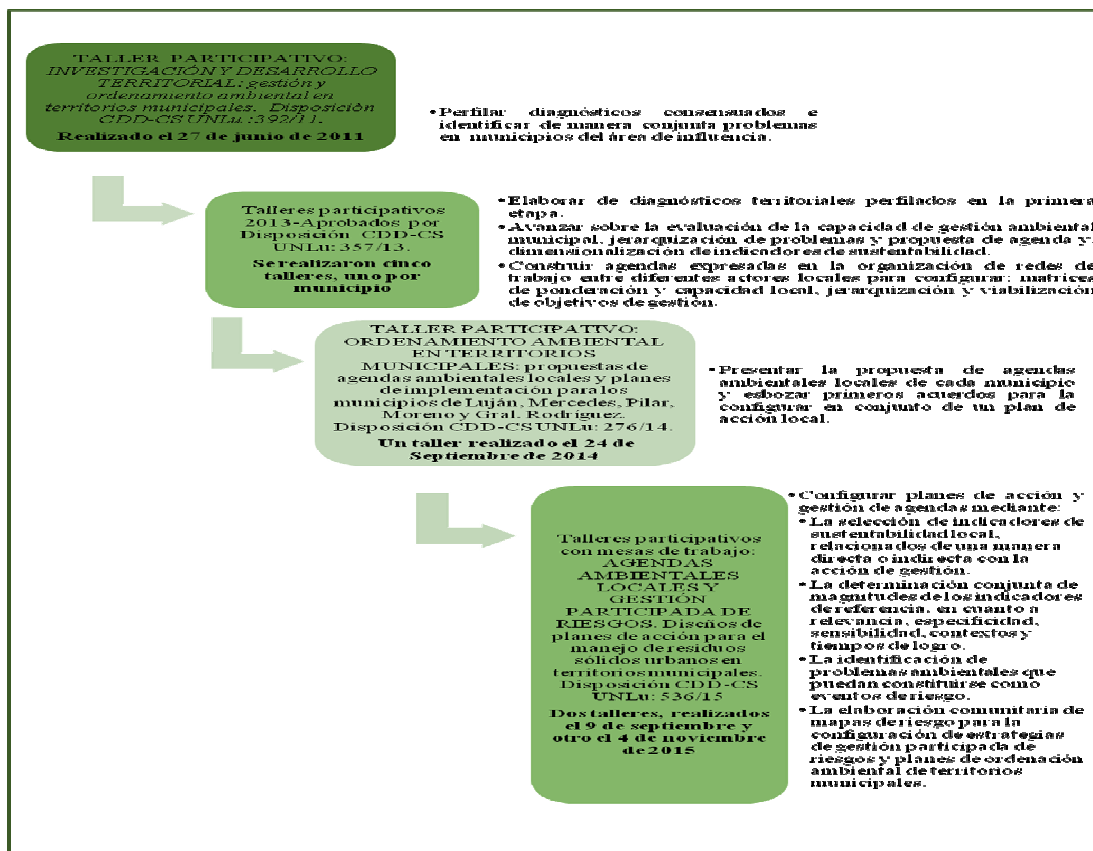 TALLER PARTICIPATIVO:
INVESTIGACIÓN Y DESARROLLO
TERRITORIAL: gestión y
ordenamiento ambiental en
territorios municipales. Disposición
CDD-CS UNLu :392/11.
Realizado el 27 de junio de 2011
• Perfilar diagnósticos consensuados e
identificar de manera conjunta problemas
en municipios del área de influencia.
Talleres participativos
2013-Aprobados por
Disposición CDD-CS
UNLu: 357/13.
Se realizaron cinco
talleres, uno por
municipio
• Elaborar de diagnósticos territoriales perfilados en la primera
etapa.
• Avanzar sobre la evaluación de la capacidad de gestión ambiental
municipal, jerarquización de problemas y propuesta de agenda y
dimensionalización de indicadores de sustentabilidad.
• Construir agendas expresadas en la organización de redes de
trabajo entre diferentes actores locales para configurar: matrices
de ponderación y capacidad local, jerarquización y viabilización
de objetivos de gestión.
TALLER PARTICIPATIVO:
ORDENAMIENTO AMBIENTAL
EN TERRITORIOS
MUNICIPALES: propuestas de
agendas ambientales locales y planes
de implementación para los
municipios de Luján, Mercedes, Pilar,
Moreno y Gral. Rodríguez.
Disposición CDD-CS UNLu: 276/14.
Un taller realizado el 24 de
Septiembre de 2014
• Presentar la propuesta de agendas
ambientales locales de cada municipio
y esbozar primeros acuerdos para la
configurar en conjunto de un plan de
acción local.
Talleres participativos
con mesas de trabajo:
AGENDAS
AMBIENTALES
LOCALES Y
GESTIÓN
PARTICIPADA DE
RIESGOS. Diseños de
planes de acción para el
manejo de residuos
sólidos urbanos en
territorios municipales.
Disposición CDD-CS
UNLu: 536/15
Dos talleres, realizados
el 9 de septiembre y
otro el 4 de noviembre
de 2015
• Configurar planes de acción y
gestión de agendas mediante:
• La selección de indicadores de
sustentabilidad local,
relacionados de una manera
directa o indirecta con la
acción de gestión.
• La determinación conjunta de
magnitudes de los indicadores
de referencia, en cuanto a
relevancia, especificidad,
sensibilidad, contextos y
tiempos de logro.
• La identificación de
problemas ambientales que
puedan constituirse como
eventos de riesgo.
• La elaboración comunitaria de
mapas de riesgo para la
configuración de estrategias
de gestión participada de
riesgos y planes de ordenación
ambiental de territorios
municipales.